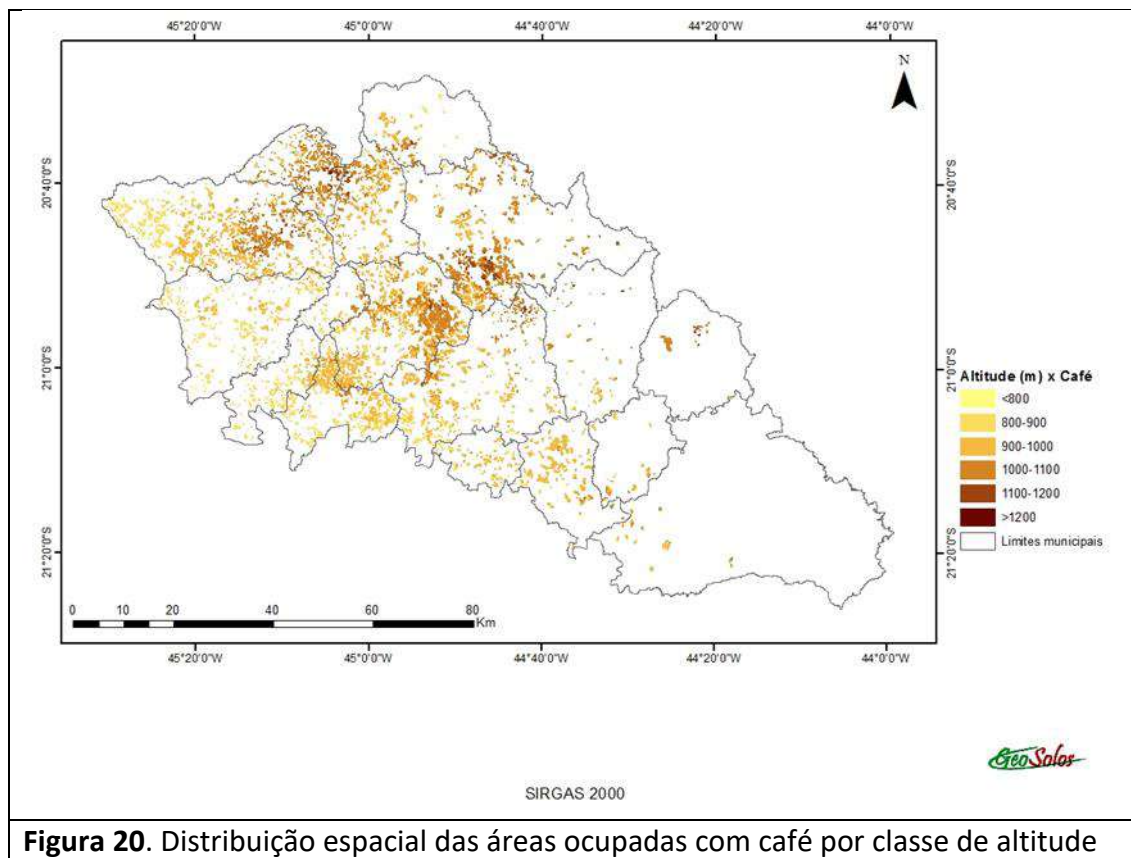 45°20'0"W 45°0'0"W 44°40'0"W 44°20'0"W 44°0'0"W
N
20°40'0"S 20°40'0"S
21°0'0"S 21°0'0"S
21°20'0"S 21°20'0"S
Altitude (m) x Café
<800
800-900
900-1000
1000-1100
1100-1200
>1200
Limites municipais
0 10 20 40 60 80
Km
45°20'0"W 45°0'0"W 44°40'0"W 44°20'0"W 44°0'0"W
GeoSolos
SIRGAS 2000
Figura 20. Distribuição espacial das áreas ocupadas com café por classe de altitude